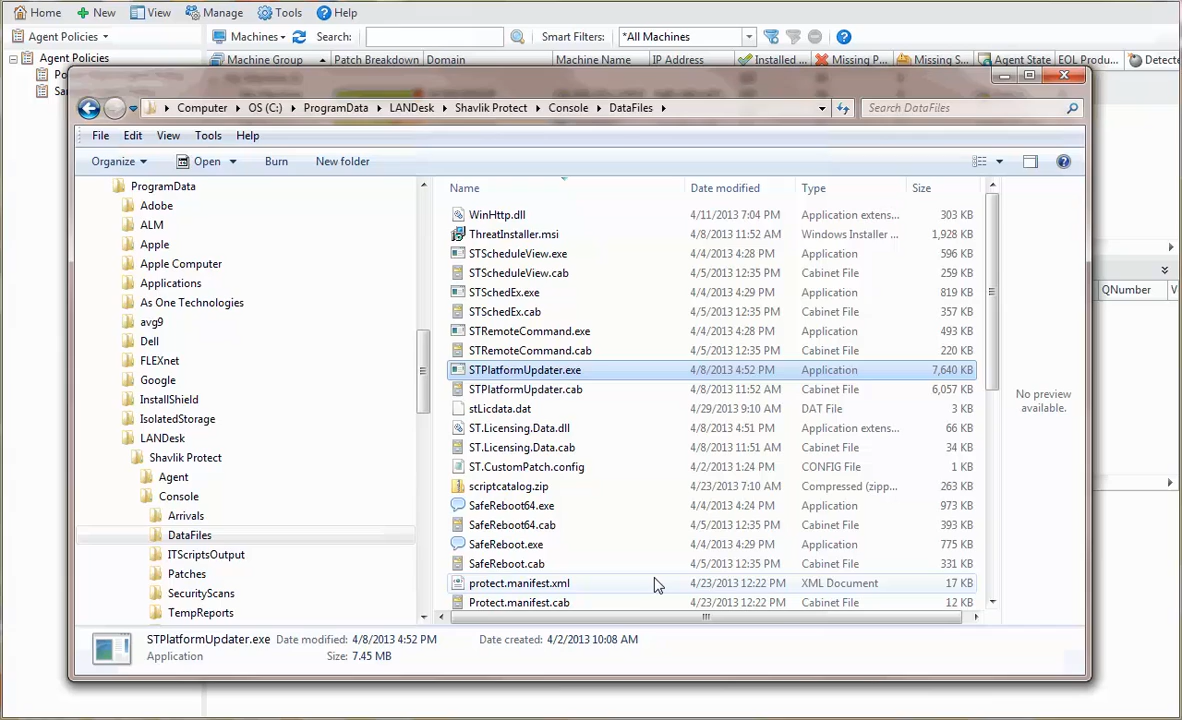 Home New View Manage Tools Help
Agent Policies Machines Search: Smart Filters: *All Machines
Agent Policies
Machine Group Patch Breakdown Domain Machine Name IP Address Installed ... Missing P... Missing S... Agent State EOL Produ... Detecte
Computer OS (C:) ProgramData LANDesk Shavlik Protect Console DataFiles Search DataFiles
File Edit View Tools Help
Organize Open Burn New folder
Name Date modified Type Size
ProgramData
Adobe
ALM
Apple
Apple Computer
Applications
As One Technologies
avg9
Dell
FLEXnet
Google
InstallShield
IsolatedStorage
LANDesk
Shavlik Protect
Agent
Console
Arrivals
DataFiles
ITScriptsOutput
Patches
SecurityScans
TempReports
WinHttp.dll 4/11/2013 7:04 PM Application extens... 303 KB
ThreatInstaller.msi 4/8/2013 11:52 AM Windows Installer ... 1,928 KB
STScheduleView.exe 4/4/2013 4:28 PM Application 596 KB
STScheduleView.cab 4/5/2013 12:35 PM Cabinet File 259 KB
STSchedEx.exe 4/4/2013 4:29 PM Application 819 KB
STSchedEx.cab 4/5/2013 12:35 PM Cabinet File 357 KB
STRemoteCommand.exe 4/4/2013 4:28 PM Application 493 KB
STRemoteCommand.cab 4/5/2013 12:35 PM Cabinet File 220 KB
STPlatformUpdater.exe 4/8/2013 4:52 PM Application 7,640 KB
STPlatformUpdater.cab 4/8/2013 11:52 AM Cabinet File 6,057 KB
stLicdata.dat 4/29/2013 9:10 AM DAT File 3 KB
ST.Licensing.Data.dll 4/8/2013 4:51 PM Application extens... 66 KB
ST.Licensing.Data.cab 4/8/2013 11:51 AM Cabinet File 34 KB
ST.CustomPatch.config 4/2/2013 1:24 PM CONFIG File 1 KB
scriptcatalog.zip 4/23/2013 7:10 AM Compressed (zipp... 263 KB
SafeReboot64.exe 4/4/2013 4:24 PM Application 973 KB
SafeReboot64.cab 4/5/2013 12:35 PM Cabinet File 393 KB
SafeReboot.exe 4/4/2013 4:29 PM Application 775 KB
SafeReboot.cab 4/5/2013 12:35 PM Cabinet File 331 KB
protect.manifest.xml 4/23/2013 12:22 PM XML Document 17 KB
Protect.manifest.cab 4/23/2013 12:22 PM Cabinet File 12 KB
No preview
available.
QNumber V
STPlatformUpdater.exe Date modified: 4/8/2013 4:52 PM Date created: 4/2/2013 10:08 AM
Application Size: 7.45 MB